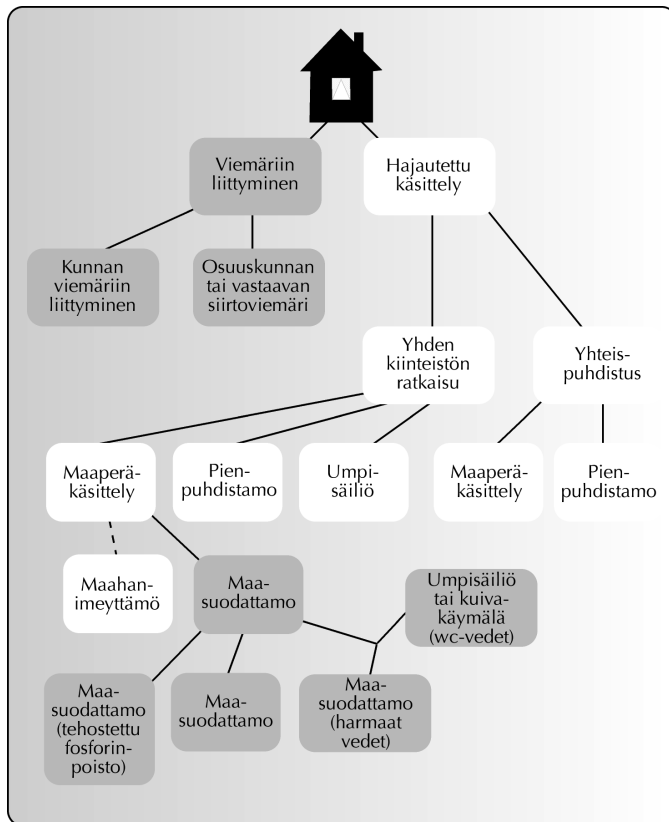 Viemäriin
liittyminen
Hajautettu
käsittely
Kunnan
viemäriin
liittyminen
Osuuskunnan
tai vastaavan
siirtoviemäri
Yhden
kiinteistön
ratkaisu
Yhteis-
puhdistus
Maaperä-
käsittely
Pien-
puhdistamo
Umpi-
säiliö
Maaperä-
käsittely
Pien-
puhdistamo
Maahan-
imeyttämö
Maa-
suodattamo
Umpisäiliö
tai kuiva-
käymälä
(wc-vedet)
Maa-
suodattamo
(tehostettu
fosforin-
poisto)
Maa-
suodattamo
Maa-
suodattamo
(harmaat
vedet)